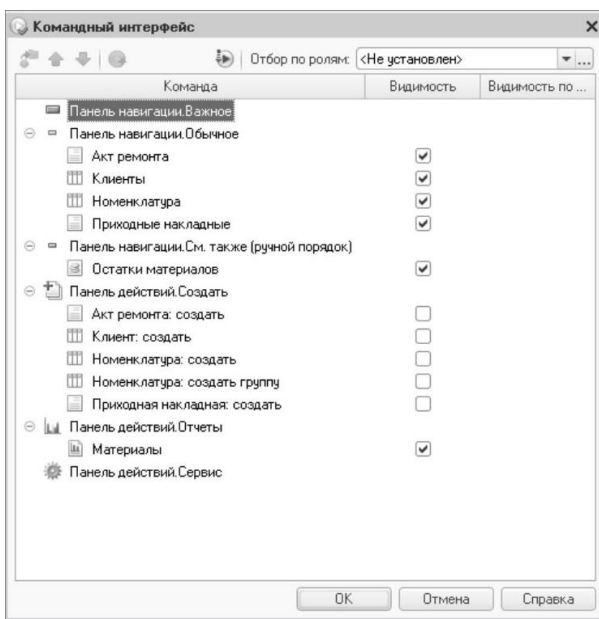 Командный интерфейс
Отбор по ролям: <Не установлен>
Команда Видимость Видимость по ...
Панель навигации.Важное
Панель навигации.Обычное
Акт ремонта
Клиенты
Номенклатура
Приходные накладные
Панель навигации.См. также (ручной порядок)
Остатки материалов
Панель действий.Создать
Акт ремонта: создать
Клиент: создать
Номенклатура: создать
Номенклатура: создать группу
Приходная накладная: создать
Панель действий.Отчеты
Материалы
Панель действий.Сервис
OK Отмена Справка